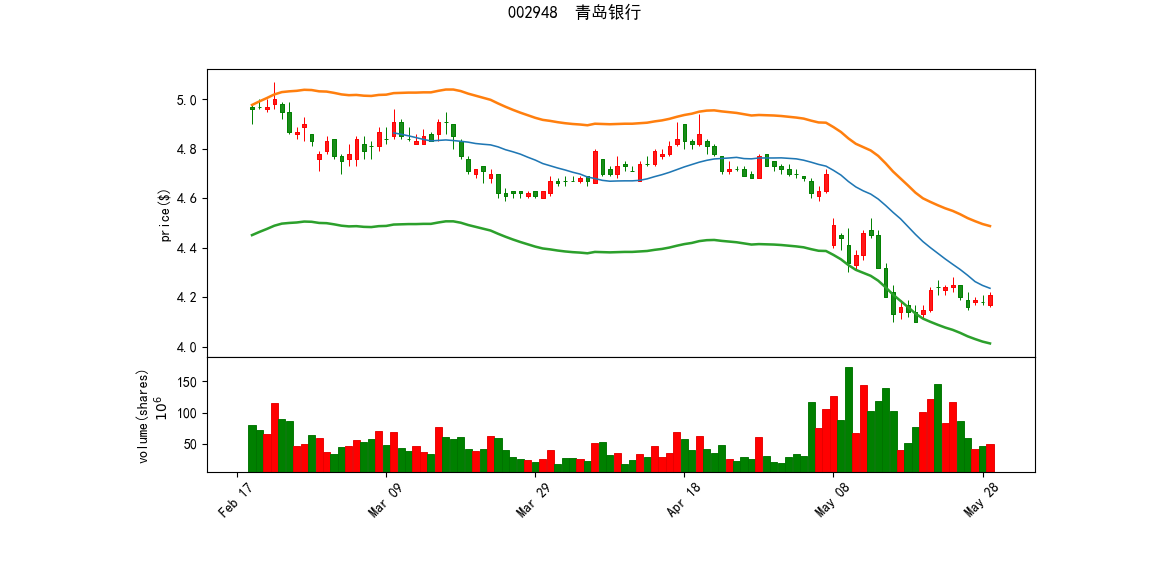 002948 青岛银行
price($)
5.0
4.8
4.6
4.4
4.2
4.0
volume(shares)
10^6
150
100
50
Feb 17
Mar 09
Mar 29
Apr 18
May 08
May 28